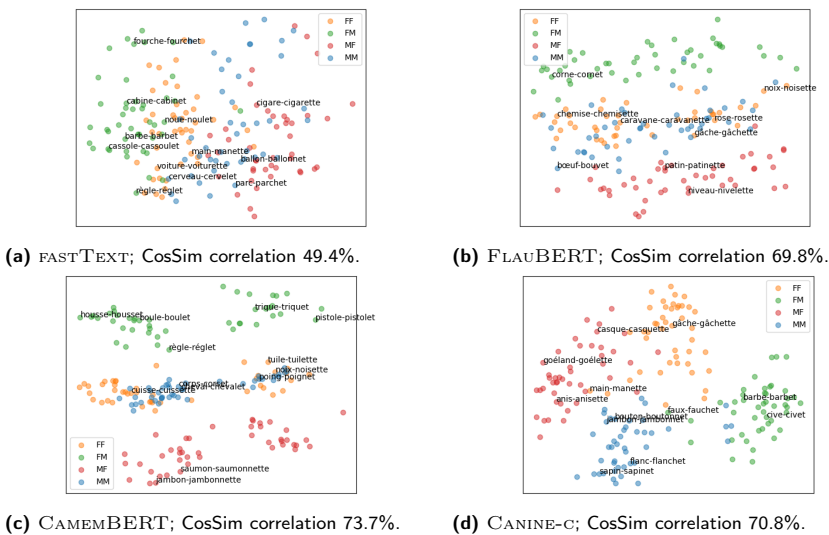 FF
FM
MF
MM
fourche-fourchet
cabine-cabinet
cigare-cigarette
noue-noulet
barbe-barbet
cassole-cassoulet
main-manette
ballon-ballonnet
voiture-voiturette
cerveau-cervelet
parc-parchet
règle-réglet
(a) FASTTEXT; CosSim correlation 49.4%.
FF
FM
MF
MM
corne-cornet
noix-noisette
chemise-chemisette
caravane-caravanette
rose-rosette
gâche-gâchette
bœuf-bouvet
patin-patinette
niveau-nivelette
(b) FLAUBERT; CosSim correlation 69.8%.
housse-housset
boule-boulet
trique-triquet
pistole-pistolet
règle-réglet
tuile-tuilette
noix-noisette
poing-poignet
cheval-chevalet
cuisse-cuissette
saumon-saumonnette
jambon-jambonnette
FF
FM
MF
MM
(c) CAMEMBERT; CosSim correlation 73.7%.
FF
FM
MF
MM
casque-casquette
gâche-gâchette
goéland-goélette
main-manette
anis-anisette
barbe-barbet
faux-fauchet
bouton-boutonnet
jambon-jambonnet
cive-civet
flanc-flanchet
sapin-sapinet
(d) CANINE-C; CosSim correlation 70.8%.